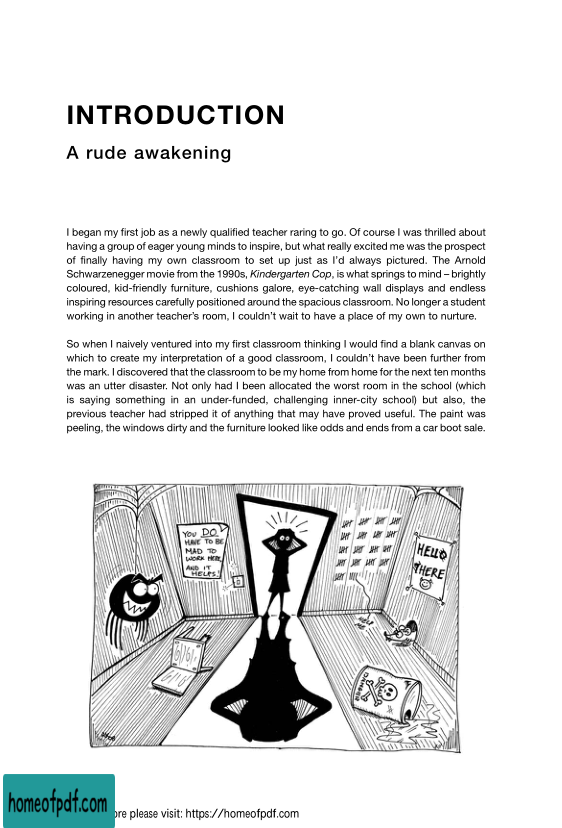 INTRODUCTION
A rude awakening
I began my first job as a newly qualified teacher raring to go. Of course I was thrilled about
having a group of eager young minds to inspire, but what really excited me was the prospect
of finally having my own classroom to set up just as I’d always pictured. The Arnold
Schwarzenegger movie from the 1990s, Kindergarten Cop, is what springs to mind – brightly
coloured, kid-friendly furniture, cushions galore, eye-catching wall displays and endless
inspiring resources carefully positioned around the spacious classroom. No longer a student
working in another teacher’s room, I couldn’t wait to have a place of my own to nurture.
So when I naively ventured into my first classroom thinking I would find a blank canvas on
which to create my interpretation of a good classroom, I couldn’t have been further from
the mark. I discovered that the classroom to be my home from home for the next ten months
was an utter disaster. Not only had I been allocated the worst room in the school (which
is saying something in an under-funded, challenging inner-city school) but also, the
previous teacher had stripped it of anything that may have proved useful. The paint was
peeling, the windows dirty and the furniture looked like odds and ends from a car boot sale.
YOU DO
HAVE TO BE
MAD TO
WORK HERE
AND IT
HELPS!
HELLO
THERE
DANGER
homeofpdf.com
ore please visit: https://homeofpdf.com